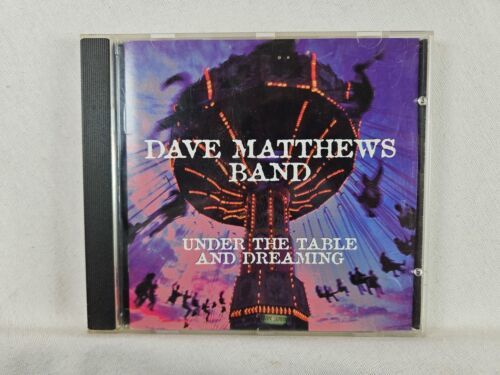 DAVE MATTHEWS
BAND
UNDER THE TABLE
AND DREAMING